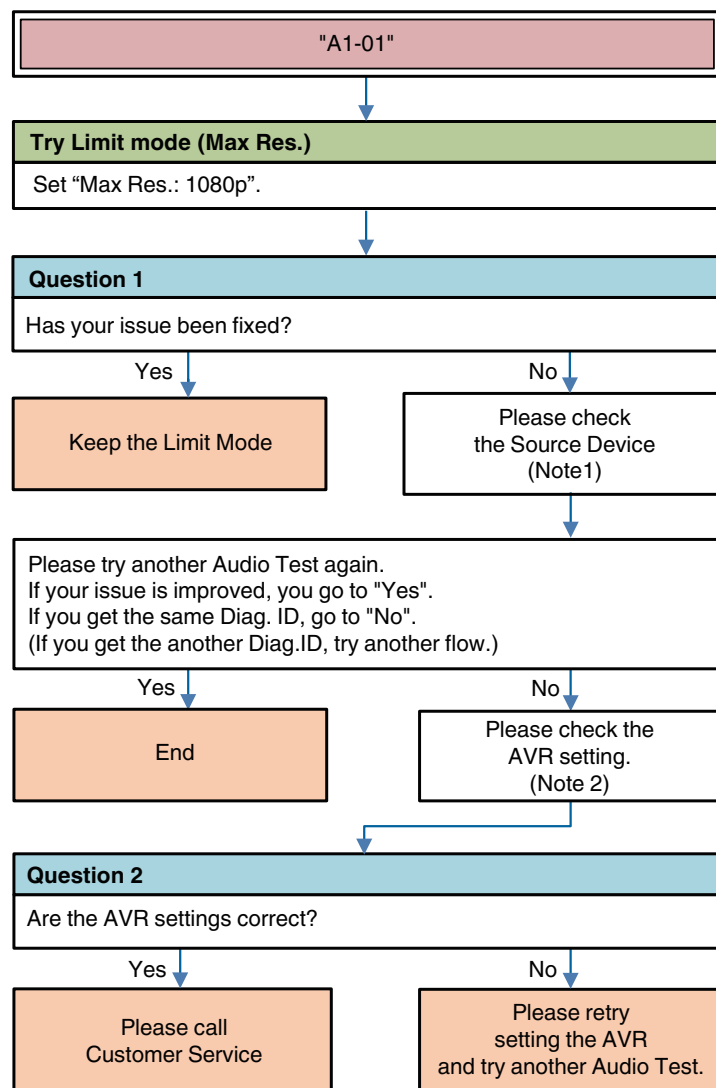 "A1-01"
Try Limit mode (Max Res.)
Set “Max Res.: 1080p”.
Question 1
Has your issue been fixed?
Yes
No
Keep the Limit Mode
Please check
the Source Device
(Note1)
Please try another Audio Test again.
If your issue is improved, you go to "Yes".
If you get the same Diag. ID, go to "No".
(If you get the another Diag.ID, try another flow.)
Yes
No
End
Please check the
AVR setting.
(Note 2)
Question 2
Are the AVR settings correct?
Yes
No
Please call
Customer Service
Please retry
setting the AVR
and try another Audio Test.